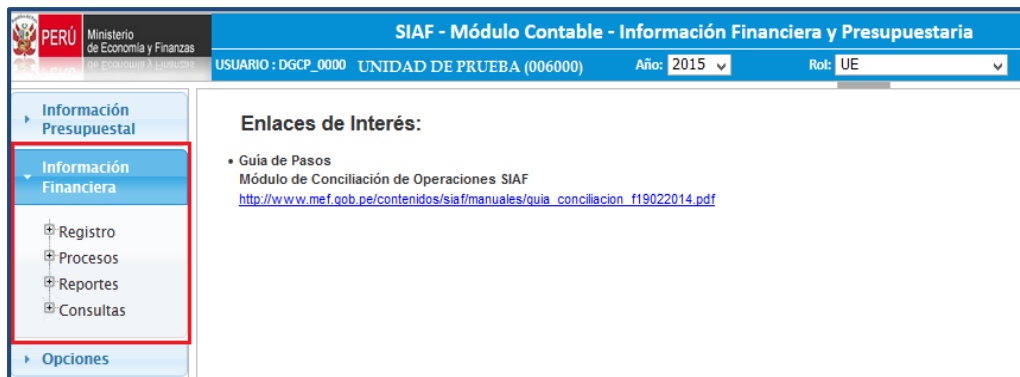 PERÚ
Ministerio
de Economía y Finanzas
SIAF - Módulo Contable - Información Financiera y Presupuestaria
USUARIO : DGCP_0000 UNIDAD DE PRUEBA (006000) Año: 2015 Rol: UE
Información
Presupuestal
Información
Financiera
Registro
Procesos
Reportes
Consultas
Opciones
Enlaces de Interés:
• Guía de Pasos
Módulo de Conciliación de Operaciones SIAF
http://www.mef.gob.pe/contenidos/siaf/manuales/guia_conciliacion_f19022014.pdf